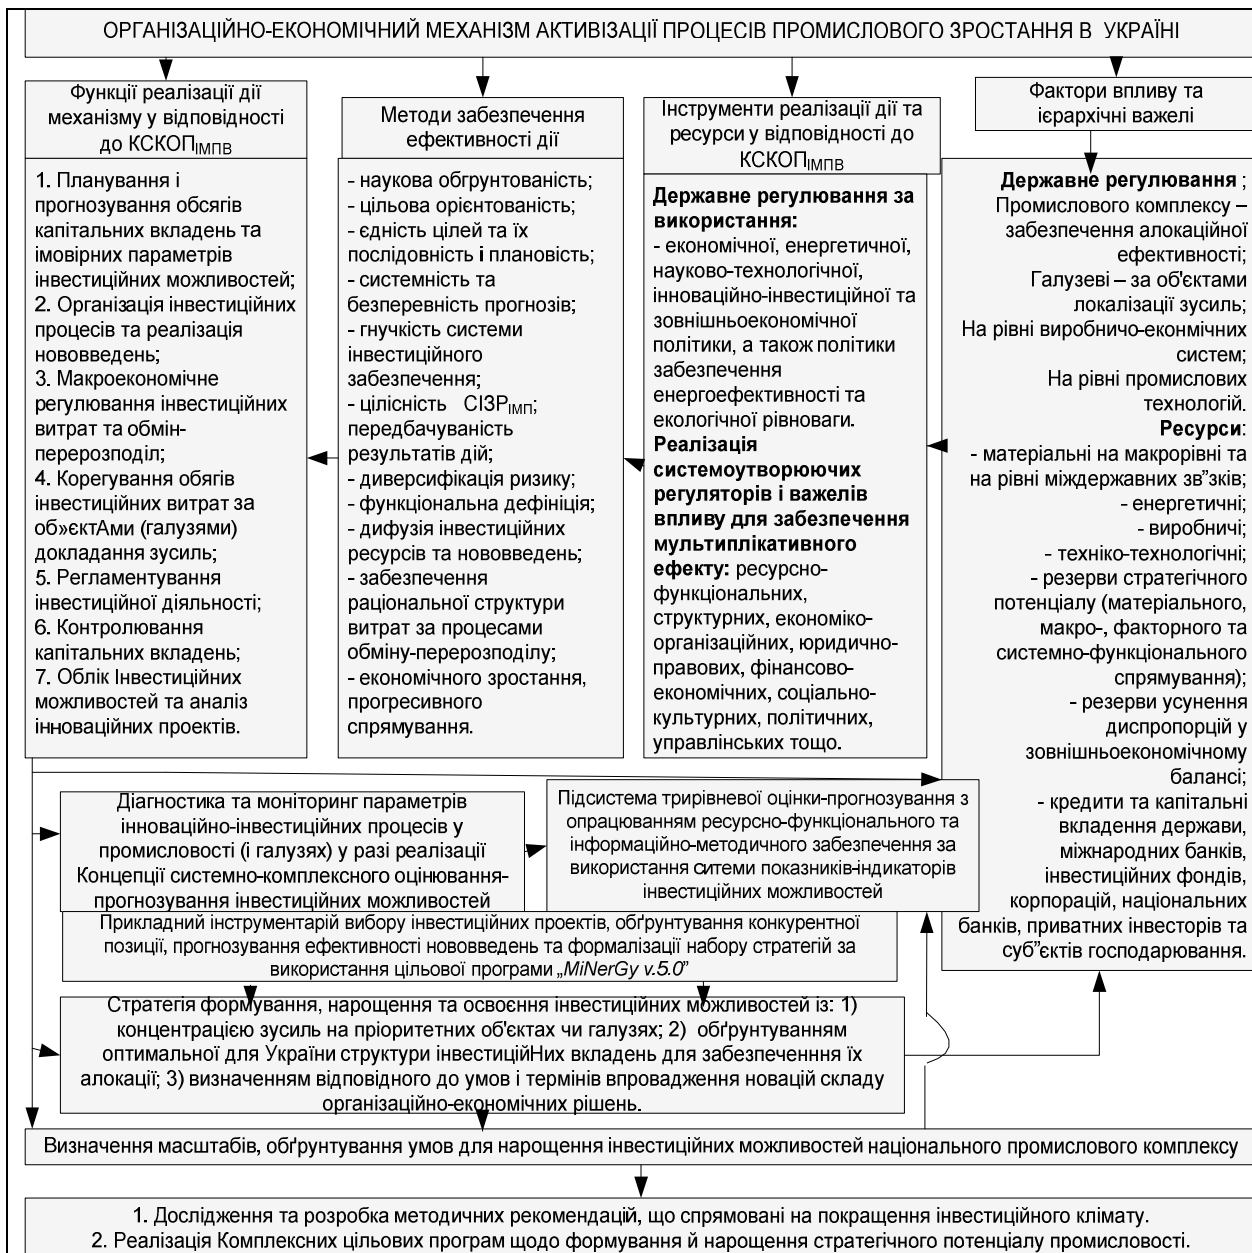 ОРГАНІЗАЦІЙНО-ЕКОНОМІЧНИЙ МЕХАНІЗМ АКТИВІЗАЦІЇ ПРОЦЕСІВ ПРОМИСЛОВОГО ЗРОСТАННЯ В УКРАЇНІ
Функції реалізації дії
механізму у відповідності
до КСКОПІМПВ
1. Планування і
прогнозування обсягів
капітальних вкладень та
імовірних параметрів
інвестиційних можливостей;
2. Організація інвестиційних
процесів та реалізація
нововведень;
3. Макроекономічне
регулювання інвестиційних
витрат та обмін-
перерозподіл;
4. Корегування обягів
інвестиційних витрат за
об»єктАми (галузями)
докладання зусиль;
5. Регламентування
інвестиційної діяльності;
6. Контролювання
капітальних вкладень;
7. Облік Інвестиційних
можливостей та аналіз
інноваційних проектів.
Методи забезпечення
ефективності дії
- наукова обгрунтованість;
- цільова орієнтованість;
- єдність цілей та їх
послідовність і плановість;
- системність та
безперевність прогнозів;
- гнучкість системи
інвестиційного
забезпечення;
- цілісність СІЗРІМП;
передбачуваність
результатів дій;
- диверсифікація ризику;
- функціональна дефініція;
- дифузія інвестиційних
ресурсів та нововведень;
- забезпечення
раціональної структури
витрат за процесами
обміну-перерозподілу;
- економічного зростання,
прогресивного
спрямування.
Інструменти реалізації дії та
ресурси у відповідності до
КСКОПІМПВ
Державне регулювання за
використання:
- економічної, енергетичної,
науково-технологічної,
інноваційно-інвестиційної та
зовнішньоекономічної
політики, а також політики
забезпечення
енергоефективності та
екологічної рівноваги.
Реалізація
системоутворюючих
регуляторів і важелів
впливу для забезпечення
мультиплікативного
ефекту: ресурсно-
функціональних,
структурних, економіко-
організаційних, юридично-
правових, фінансово-
економічних, соціально-
культурних, політичних,
управлінських тощо.
Фактори впливу та
ієрархічні важелі
Державне регулювання ;
Промислового комплексу –
забезпечення алокаційної
ефективності;
Галузеві – за об'єктами
локалізації зусиль;
На рівні виробничо-еконмічних
систем;
На рівні промислових
технологій.
Ресурси:
- матеріальні на макрорівні та
на рівні міждержавних зв"зків;
- енергетичні;
- виробничі;
- техніко-технологічні;
- резерви стратегічного
потенціалу (матеріального,
макро-, факторного та
системно-функціонального
спрямування);
- резерви усунення
диспропорцій у
зовнішньоекономічному
балансі;
- кредити та капітальні
вкладення держави,
міжнародних банків,
інвестиційних фондів,
корпорацій, національних
банків, приватних інвесторів та
суб"єктів господарювання.
Діагностика та моніторинг параметрів
інноваційно-інвестиційних процесів у
промисловості (і галузях) у разі реалізації
Концепції системно-комплексного оцінювання-
прогнозування інвестиційних можливостей
Підсистема трирівневої оцінки-прогнозування з
опрацюванням ресурсно-функціонального та
інформаційно-методичного забезпечення за
використання ситеми показників-індикаторів
інвестиційних можливостей
Прикладний інструментарій вибору інвестиційних проектів, обґрунтування конкурентної
позиції, прогнозування ефективності нововведень та формалізації набору стратегій за
використання цільової програми „MiNerGy v.5.0”
Стратегія формування, нарощення та освоєння інвестиційних можливостей із: 1)
концентрацією зусиль на пріоритетних об'єктах чи галузях; 2) обґрунтуванням
оптимальної для України структури інвестиційНих вкладень для забезпеченння їх
алокації; 3) визначенням відповідного до умов і термінів впровадження новацій складу
організаційно-економічних рішень.
Визначення масштабів, обґрунтування умов для нарощення інвестиційних можливостей національного промислового комплексу
1. Дослідження та розробка методичних рекомендацій, що спрямовані на покращення інвестиційного клімату.
2. Реалізація Комплексних цільових програм щодо формування й нарощення стратегічного потенціалу промисловості.